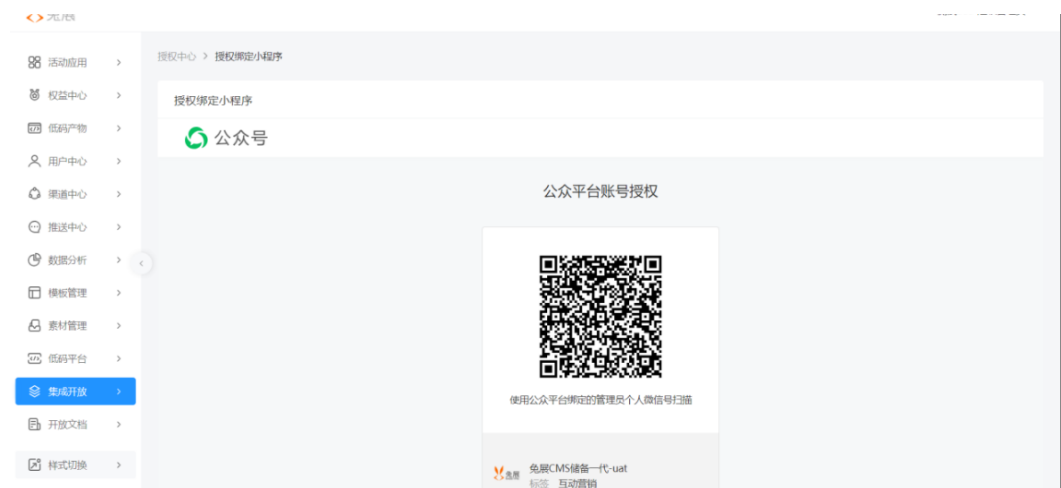 活动应用
权益中心
低码产物
用户中心
渠道中心
推送中心
数据分析
模板管理
素材管理
低码平台
集成开放
开放文档
样式切换
授权中心 > 授权绑定小程序
授权绑定小程序
公众号
公众平台账号授权
使用公众平台绑定的管理员个人微信号扫描
兔展CMS储备一代-uat
标签 互动营销